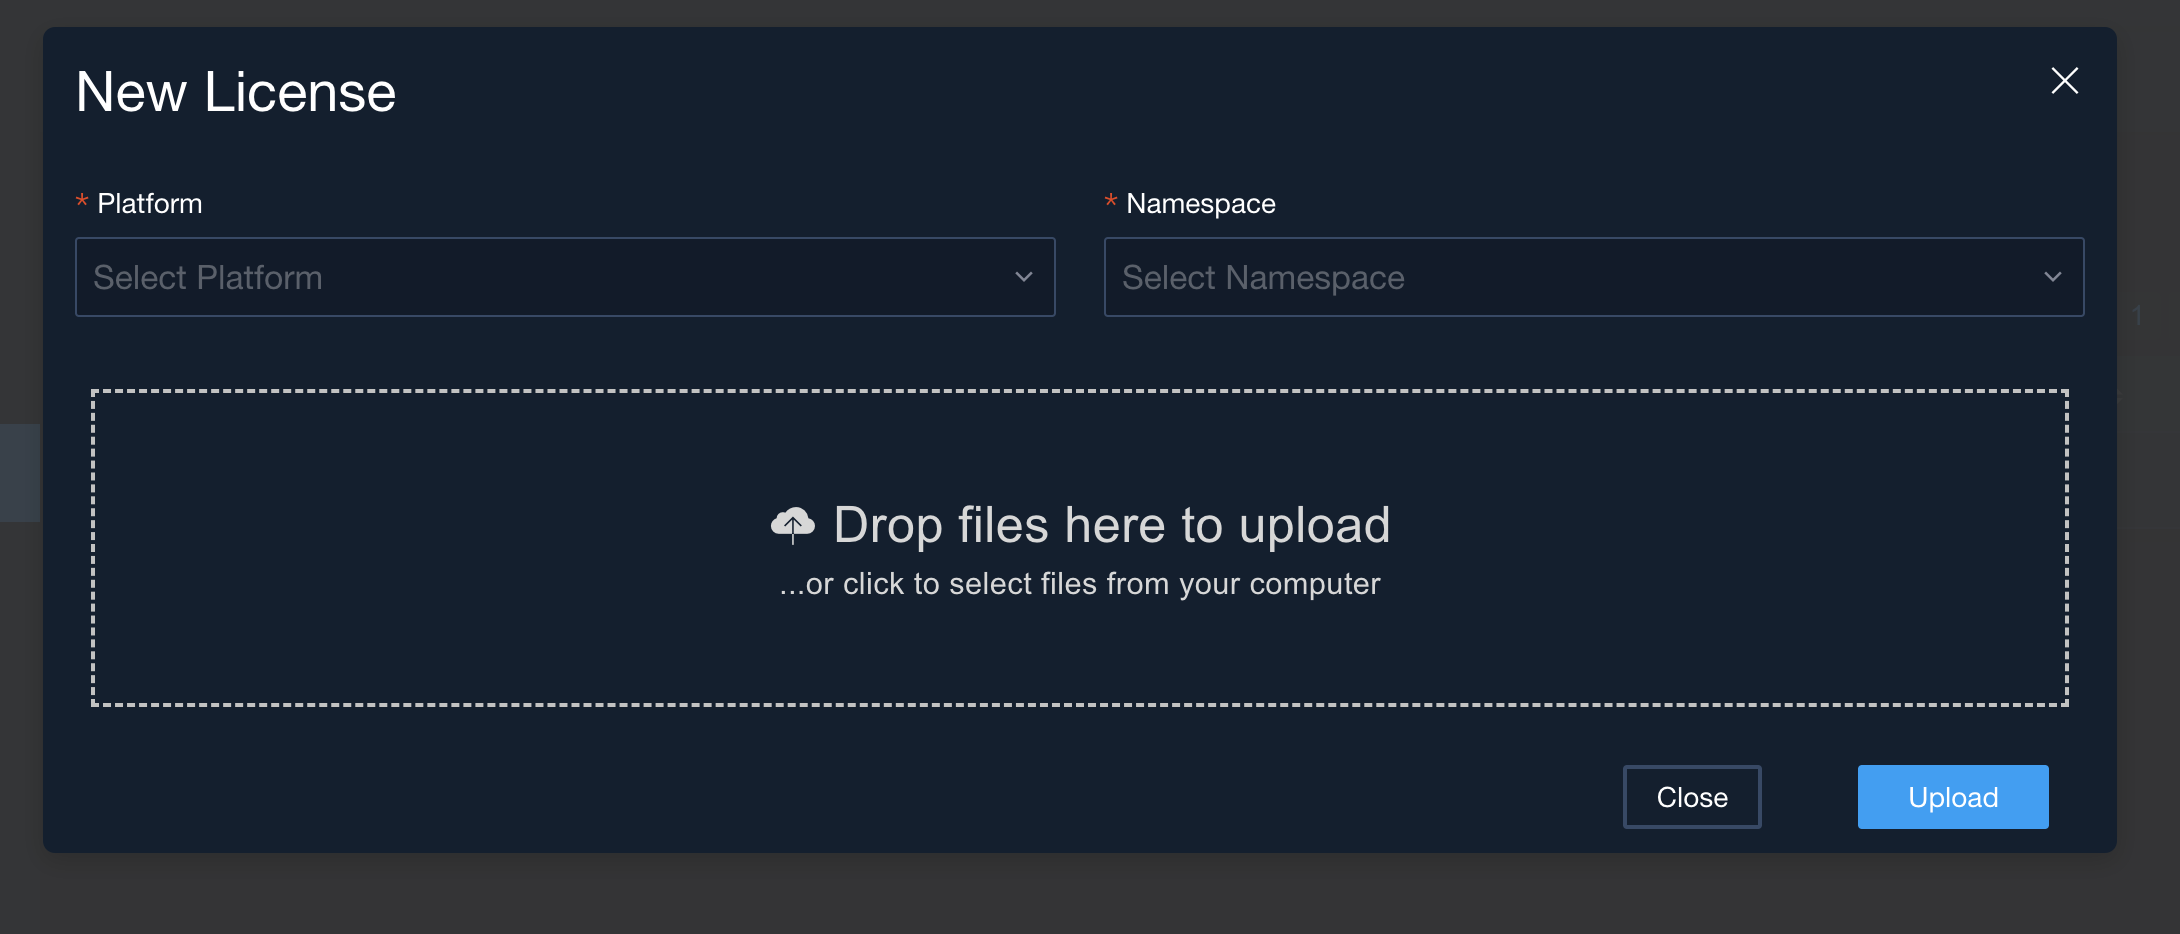 New License
* Platform
* Namespace
Select Platform
Select Namespace
1
Drop files here to upload
...or click to select files from your computer
Close
Upload